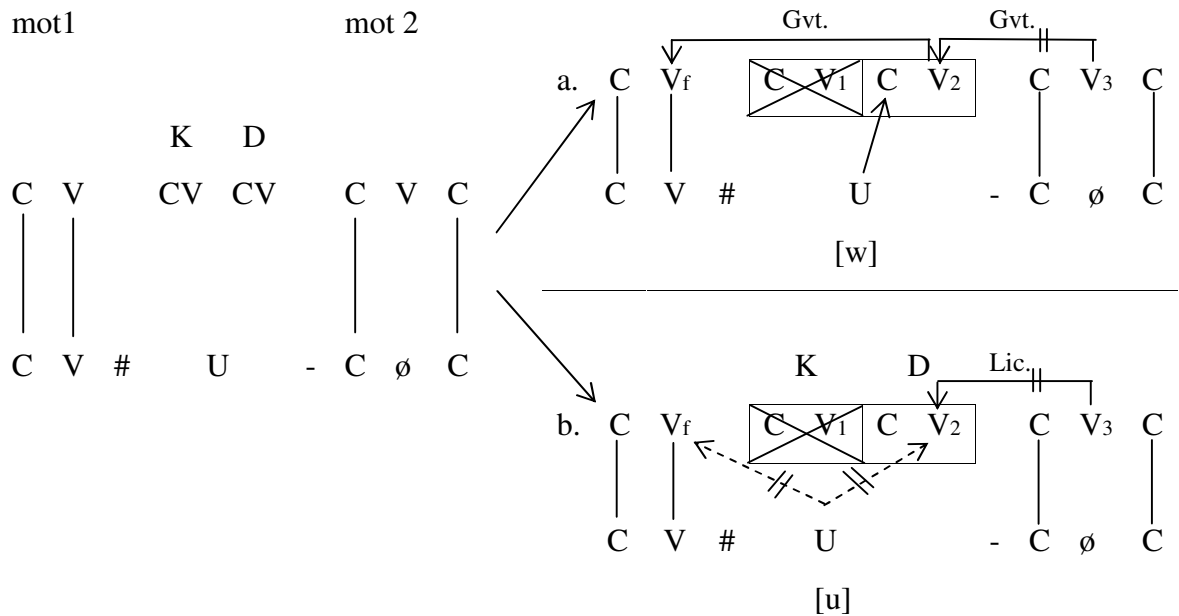 mot1 mot 2
K D
C V CV CV C V C
C V # U - C ø C
Gvt. Gvt.
a. C Vf C V1 C V2 C V3 C
C V # U - C ø C
[w]
K D Lic.
b. C Vf C V1 C V2 C V3 C
C V # U - C ø C
[u]